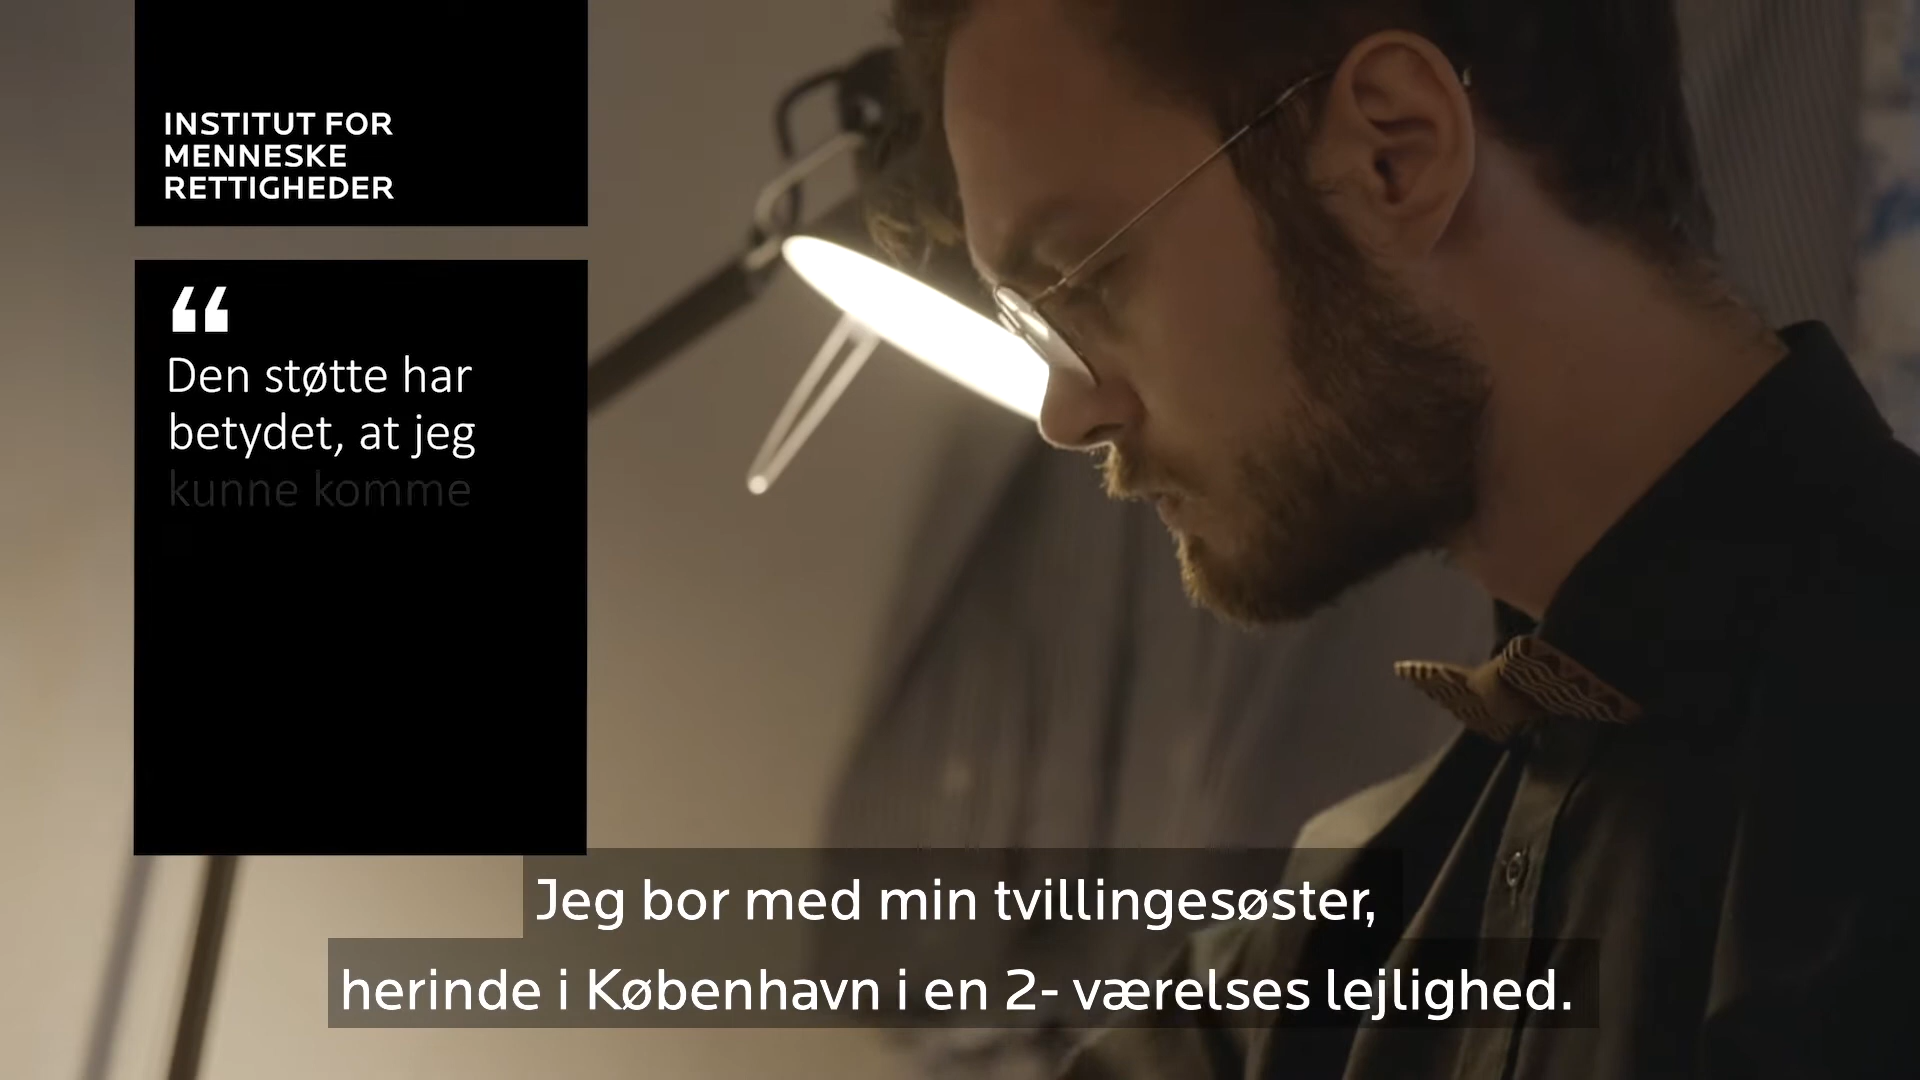 INSTITUT FOR
MENNESKE
RETTIGHEDER
“
Den støtte har
betydet, at jeg
kunne komme
Jeg bor med min tvillingesøster,
herinde i København i en 2- værelses lejlighed.